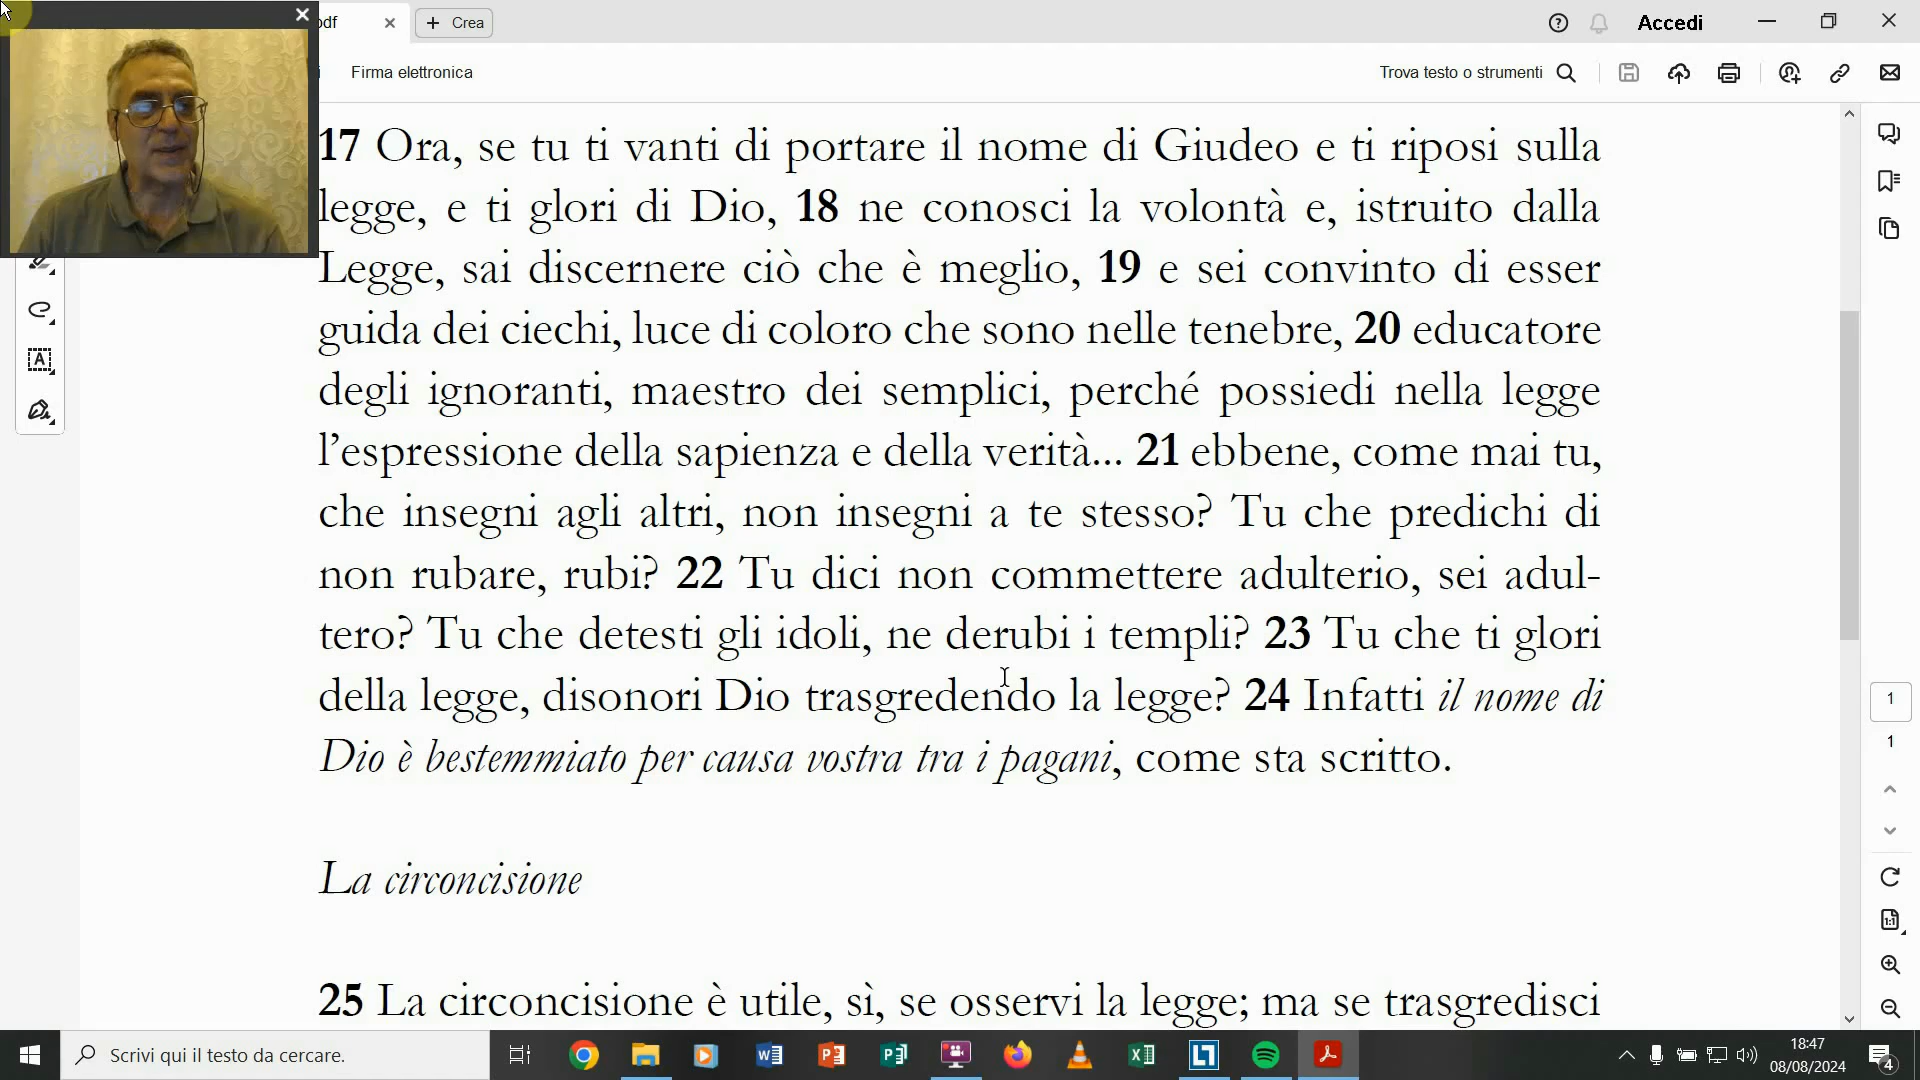 Crea
Accedi
Firma elettronica
Trova testo o strumenti
17 Ora, se tu ti vanti di portare il nome di Giudeo e ti riposi sulla
legge, e ti glori di Dio, 18 ne conosci la volontà e, istruito dalla
Legge, sai discernere ciò che è meglio, 19 e sei convinto di esser
guida dei ciechi, luce di coloro che sono nelle tenebre, 20 educatore
degli ignoranti, maestro dei semplici, perché possiedi nella legge
l’espressione della sapienza e della verità... 21 ebbene, come mai tu,
che insegni agli altri, non insegni a te stesso? Tu che predichi di
non rubare, rubi? 22 Tu dici non commettere adulterio, sei adul-
tero? Tu che detesti gli idoli, ne derubi i templi? 23 Tu che ti glori
della legge, disonori Dio trasgredendo la legge? 24 Infatti il nome di
Dio è bestemmiato per causa vostra tra i pagani, come sta scritto.
La circoncisione
25 La circoncisione è utile, sì, se osservi la legge; ma se trasgredisci
1
1
Scrivi qui il testo da cercare.
18:47
08/08/2024
4